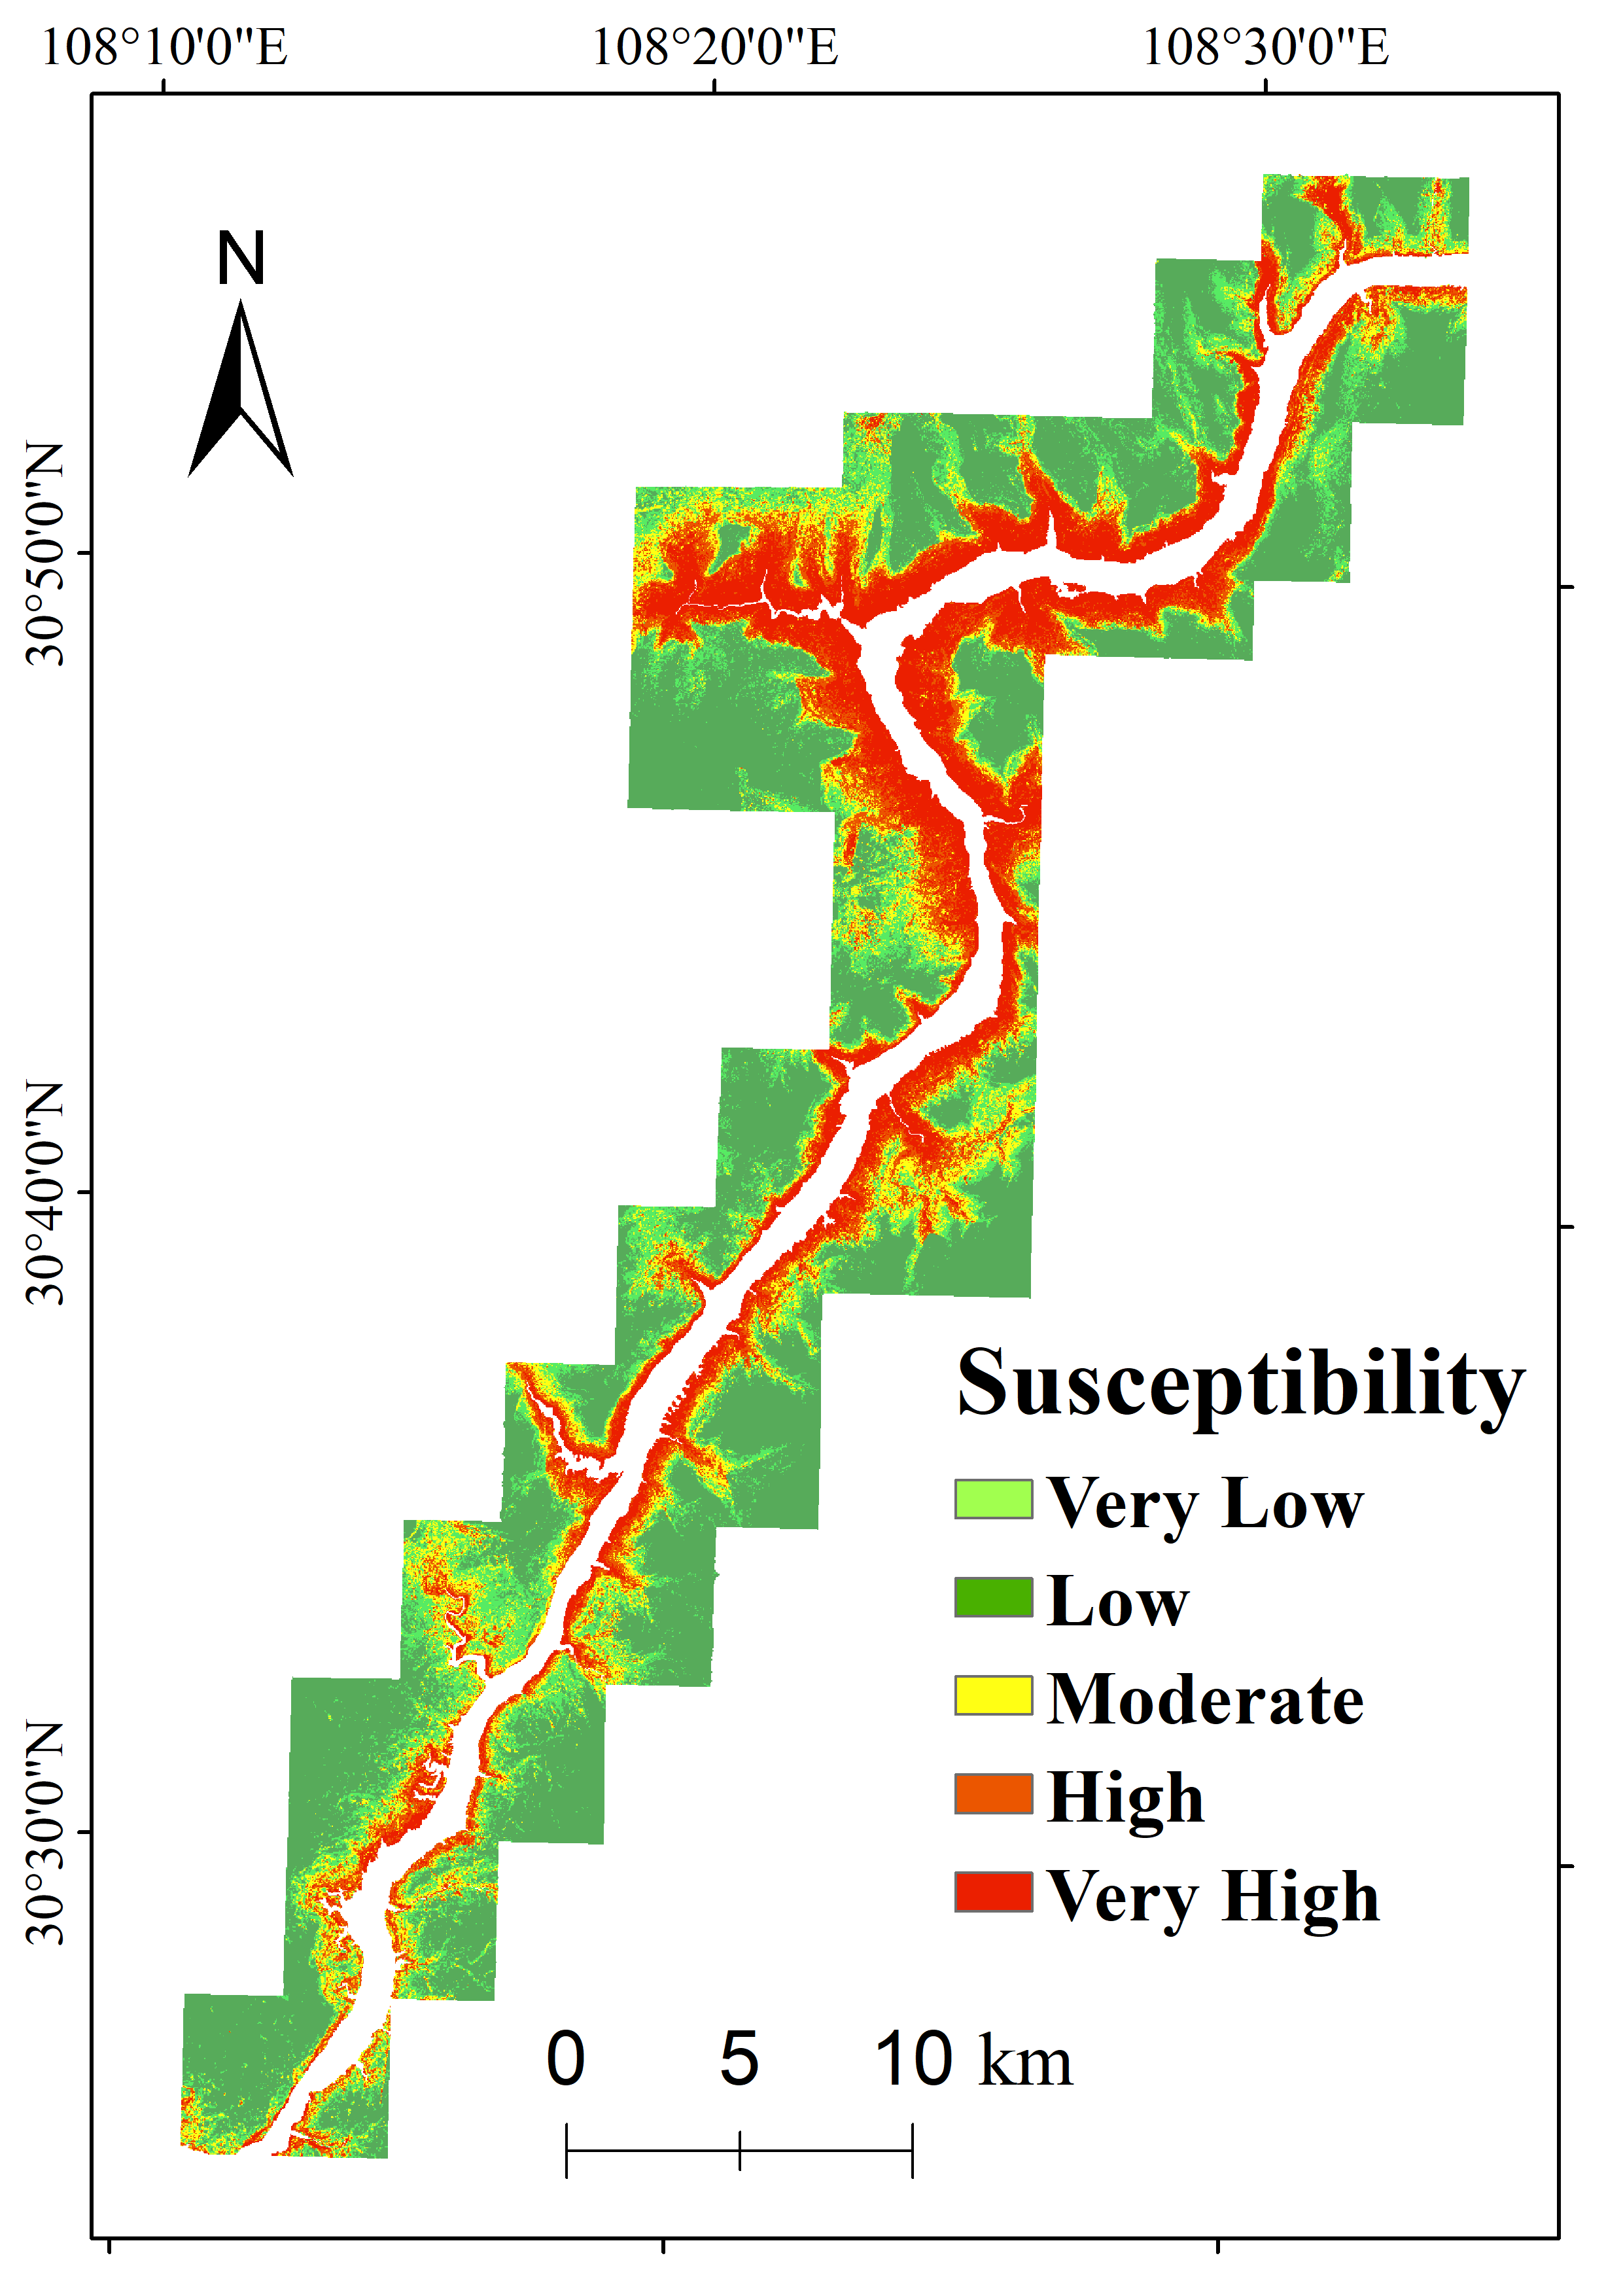 108°10'0"E 108°20'0"E 108°30'0"E
N
30°50'0"N
30°40'0"N
30°30'0"N
Susceptibility
Very Low
Low
Moderate
High
Very High
0 5 10 km